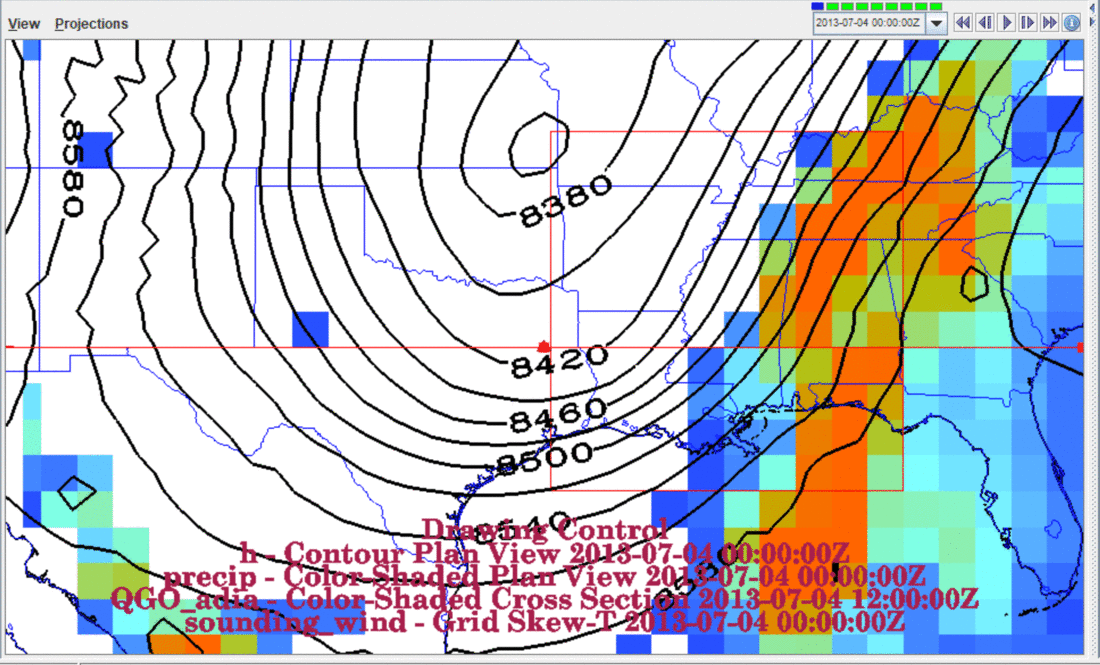 View Projections
2013-07-04 00:00:00Z
8580
8380
8420
8460
8500
8540
8580
Drawing Control
h - Contour Plan View 2013-07-04 00:00:00Z
precip - Color-Shaded Plan View 2013-07-04 00:00:00Z
QGO_adia - Color-Shaded Cross Section 2013-07-04 12:00:00Z
sounding_wind - Grid Skew-T 2013-07-04 00:00:00Z